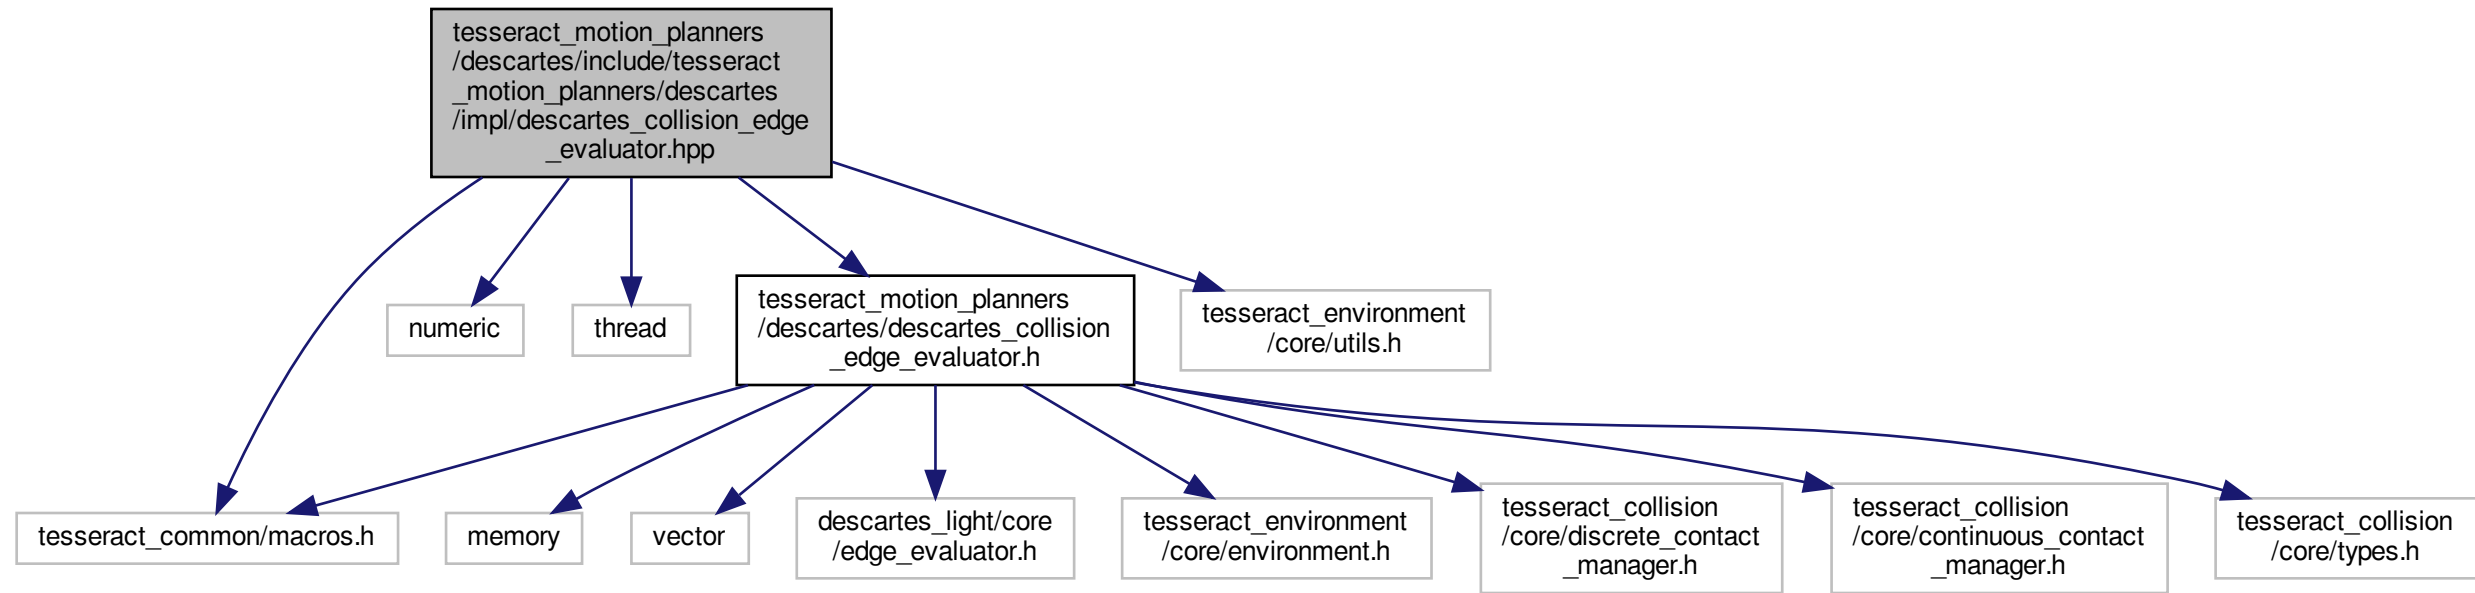 tesseract_motion_planners
/descartes/include/tesseract
_motion_planners/descartes
/impl/descartes_collision_edge
_evaluator.hpp
numeric
thread
tesseract_motion_planners
/descartes/descartes_collision
_edge_evaluator.h
tesseract_environment
/core/utils.h
tesseract_common/macros.h
memory
vector
descartes_light/core
/edge_evaluator.h
tesseract_environment
/core/environment.h
tesseract_collision
/core/discrete_contact
_manager.h
tesseract_collision
/core/continuous_contact
_manager.h
tesseract_collision
/core/types.h